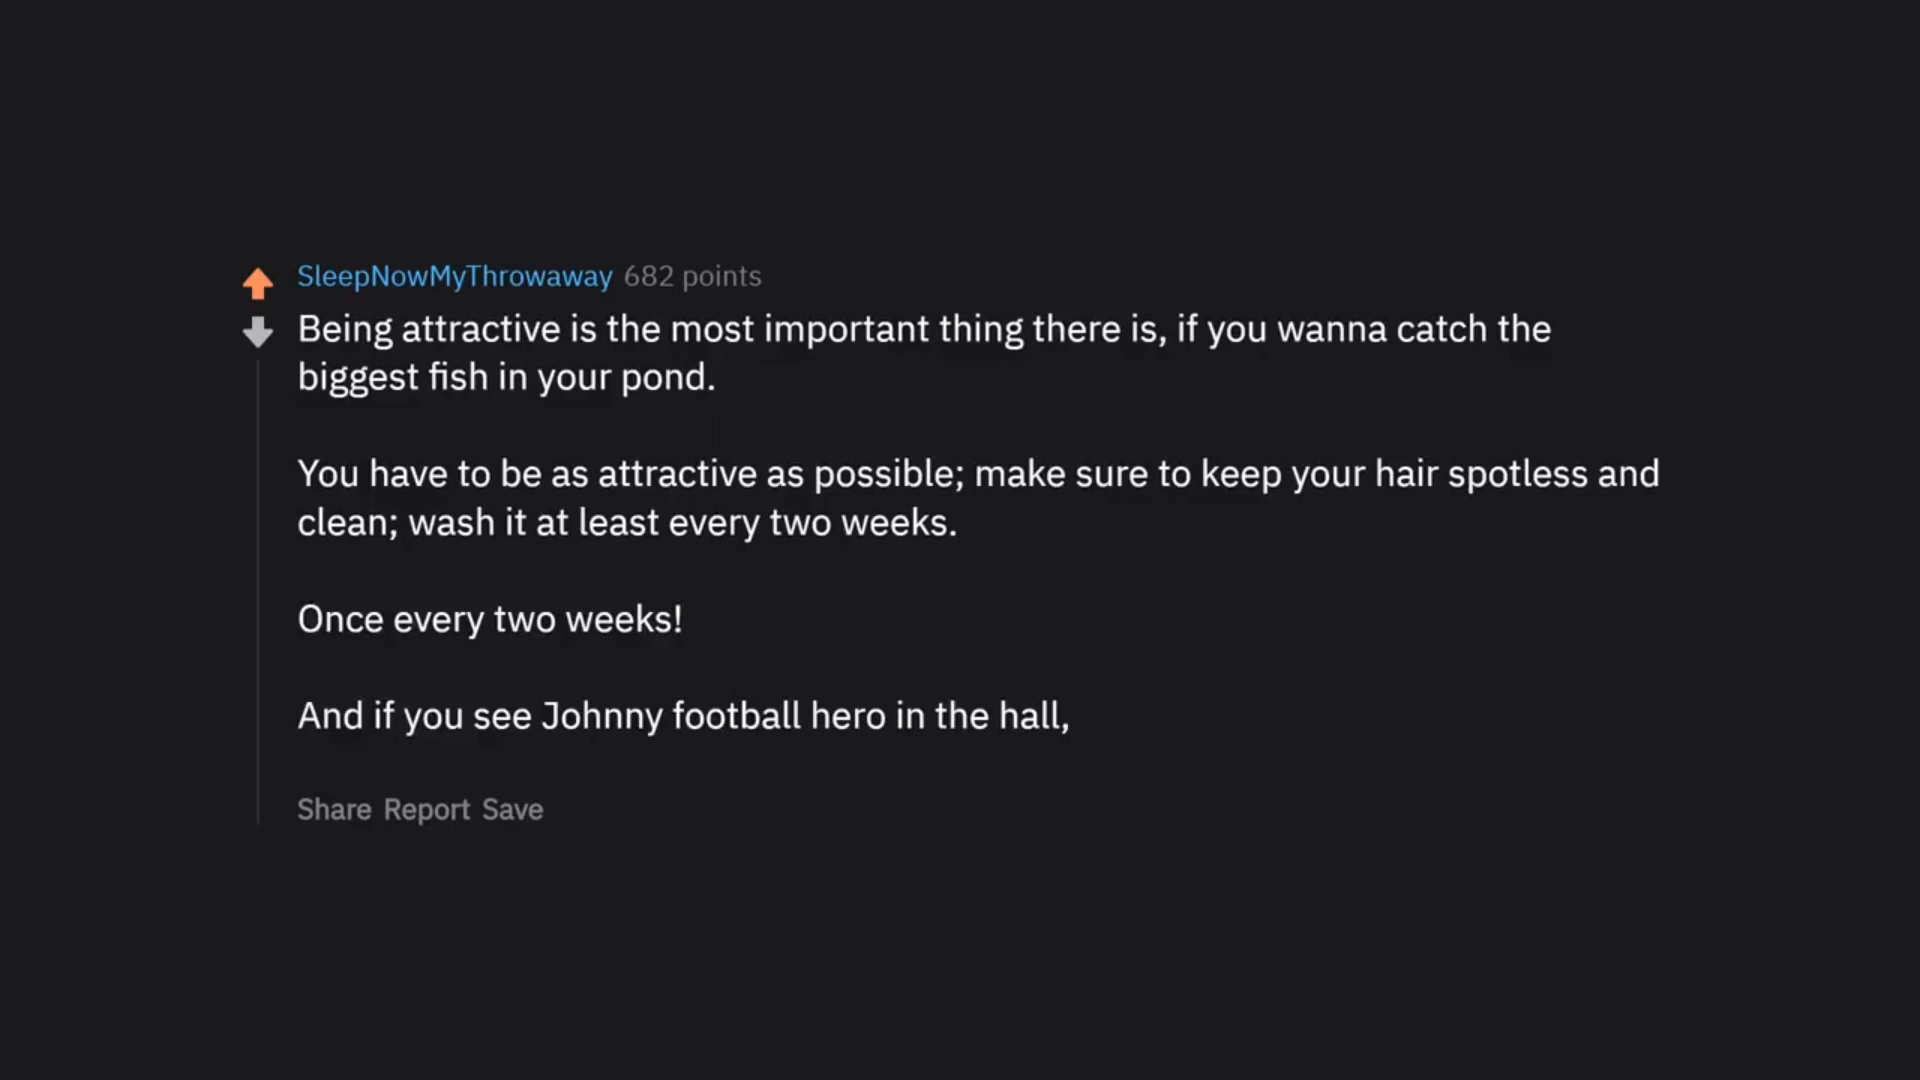 SleepNowMyThrowaway 682 points
Being attractive is the most important thing there is, if you wanna catch the
biggest fish in your pond.
You have to be as attractive as possible; make sure to keep your hair spotless and
clean; wash it at least every two weeks.
Once every two weeks!
And if you see Johnny football hero in the hall,
Share Report Save